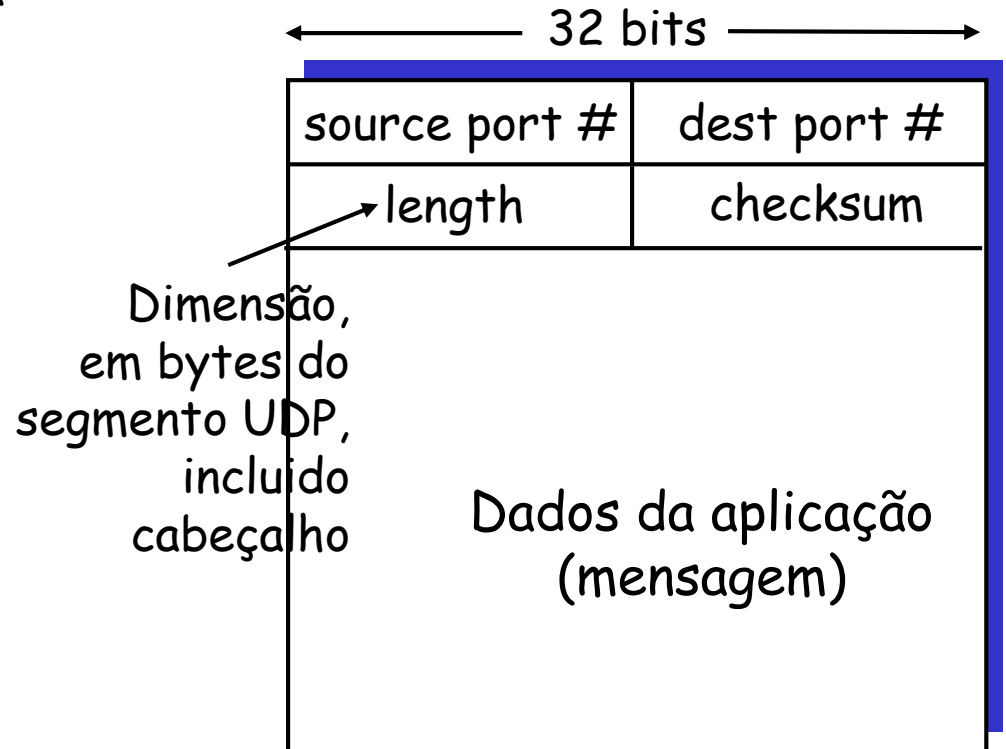 32 bits
source port # dest port #
length checksum
Dimensão,
em bytes do
segmento UDP,
incluido
cabeçalho
Dados da aplicação
(mensagem)